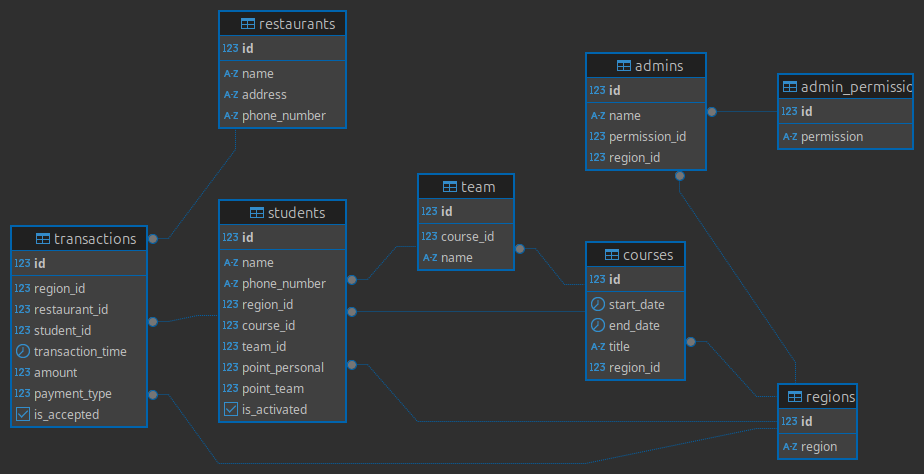 restaurants
123 id
A-Z name
A-Z address
A-Z phone_number
admins
123 id
A-Z name
123 permission_id
123 region_id
admin_permissic
123 id
A-Z permission
team
123 id
123 course_id
A-Z name
students
123 id
A-Z name
A-Z phone_number
123 region_id
123 course_id
123 team_id
123 point_personal
123 point_team
is_activated
transactions
123 id
123 region_id
123 restaurant_id
123 student_id
transaction_time
123 amount
123 payment_type
is_accepted
courses
123 id
start_date
end_date
A-Z title
123 region_id
regions
123 id
A-Z region